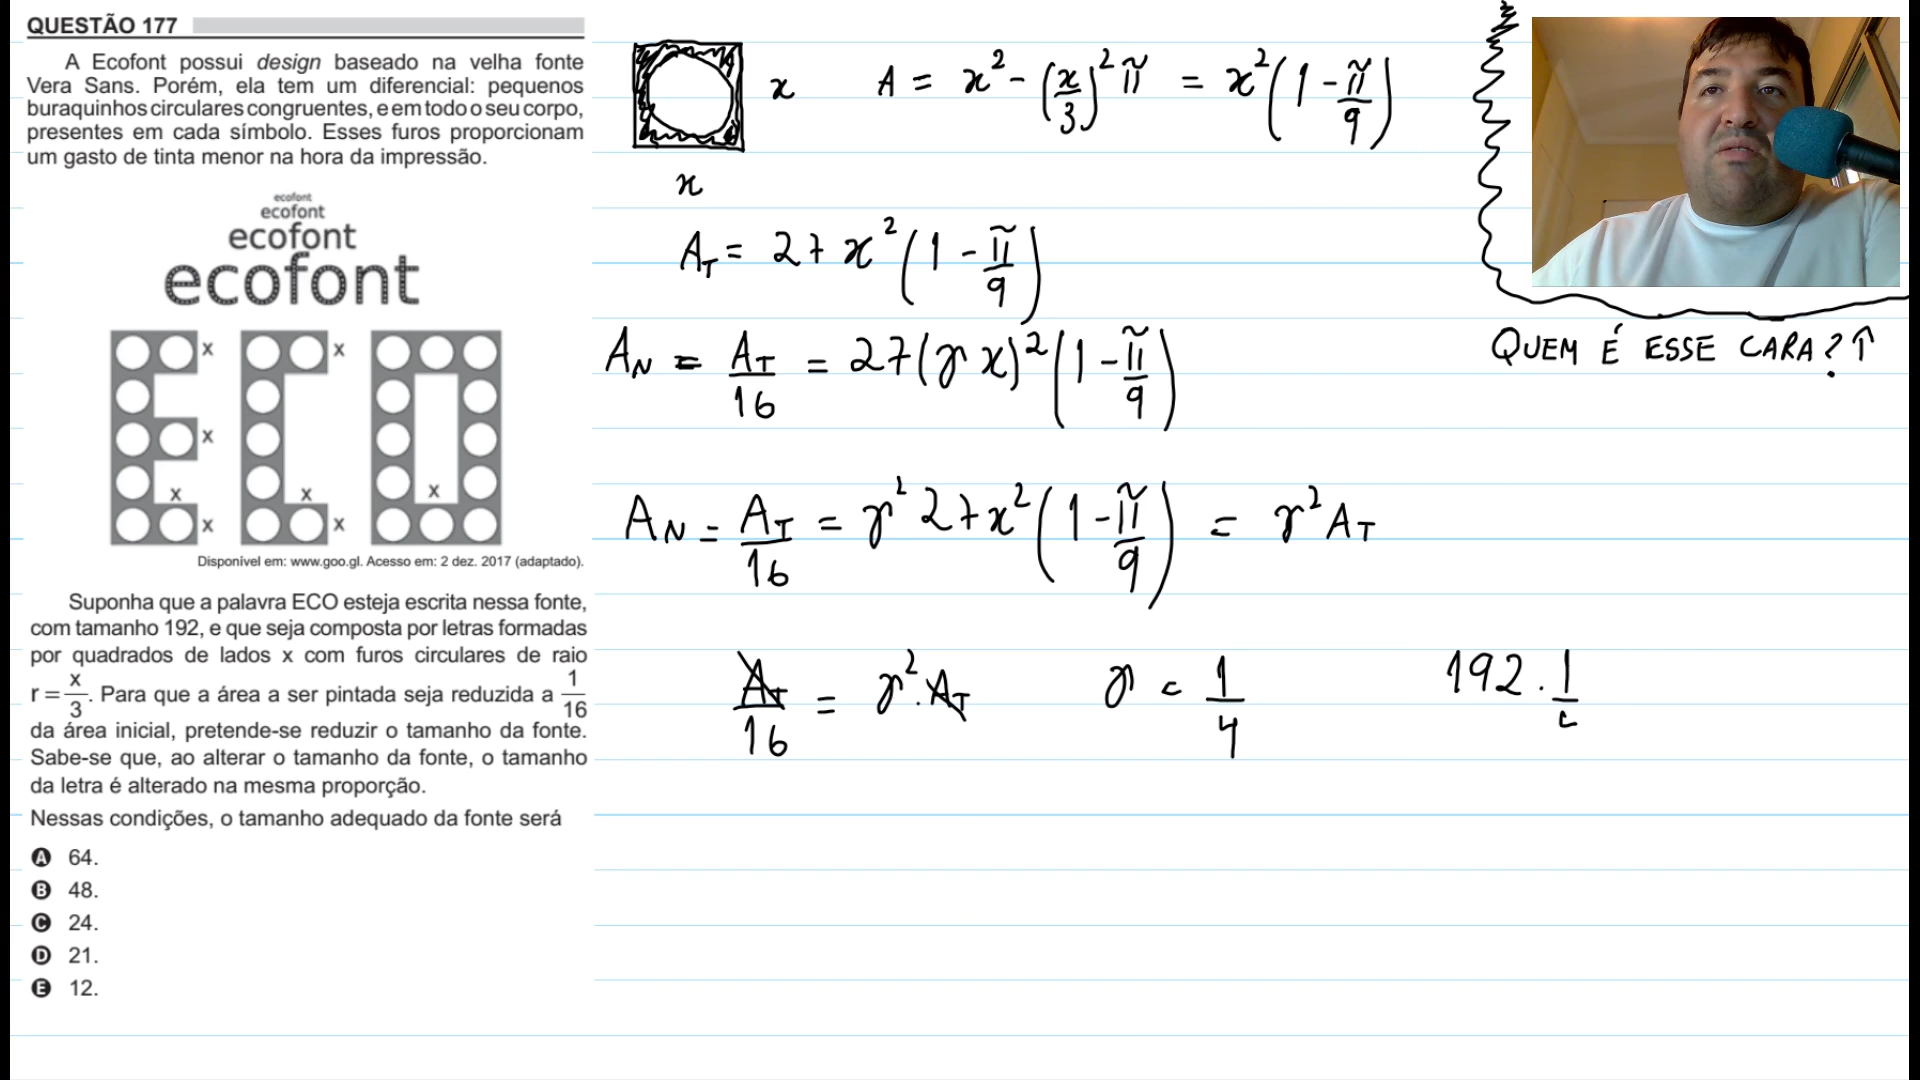 QUESTÃO 177
A Ecofont possui design baseado na velha fonte
Vera Sans. Porém, ela tem um diferencial: pequenos
buraquinhos circulares congruentes, e em todo o seu corpo,
presentes em cada símbolo. Esses furos proporcionam
um gasto de tinta menor na hora da impressão.
ecofont
ecofont
ecofont
ecofont
ECO
x x
x
x x x
x x
Disponível em: www.goo.gl. Acesso em: 2 dez. 2017 (adaptado).
Suponha que a palavra ECO esteja escrita nessa fonte,
com tamanho 192, e que seja composta por letras formadas
por quadrados de lados x com furos circulares de raio
r = x/3. Para que a área a ser pintada seja reduzida a 1/16
da área inicial, pretende-se reduzir o tamanho da fonte.
Sabe-se que, ao alterar o tamanho da fonte, o tamanho
da letra é alterado na mesma proporção.
Nessas condições, o tamanho adequado da fonte será
A 64.
B 48.
C 24.
D 21.
E 12.
x
x
A = x² - (x/3)² π = x² (1 - π/9)
A_T = 27 x² (1 - π/9)
A_N = A_T/16 = 27 (γ x)² (1 - π/9)
A_N = A_T/16 = γ² 27 x² (1 - π/9) = γ² A_T
A_T/16 = γ² . A_T γ = 1/4 192 . 1/
QUEM É ESSE CARA? ↑